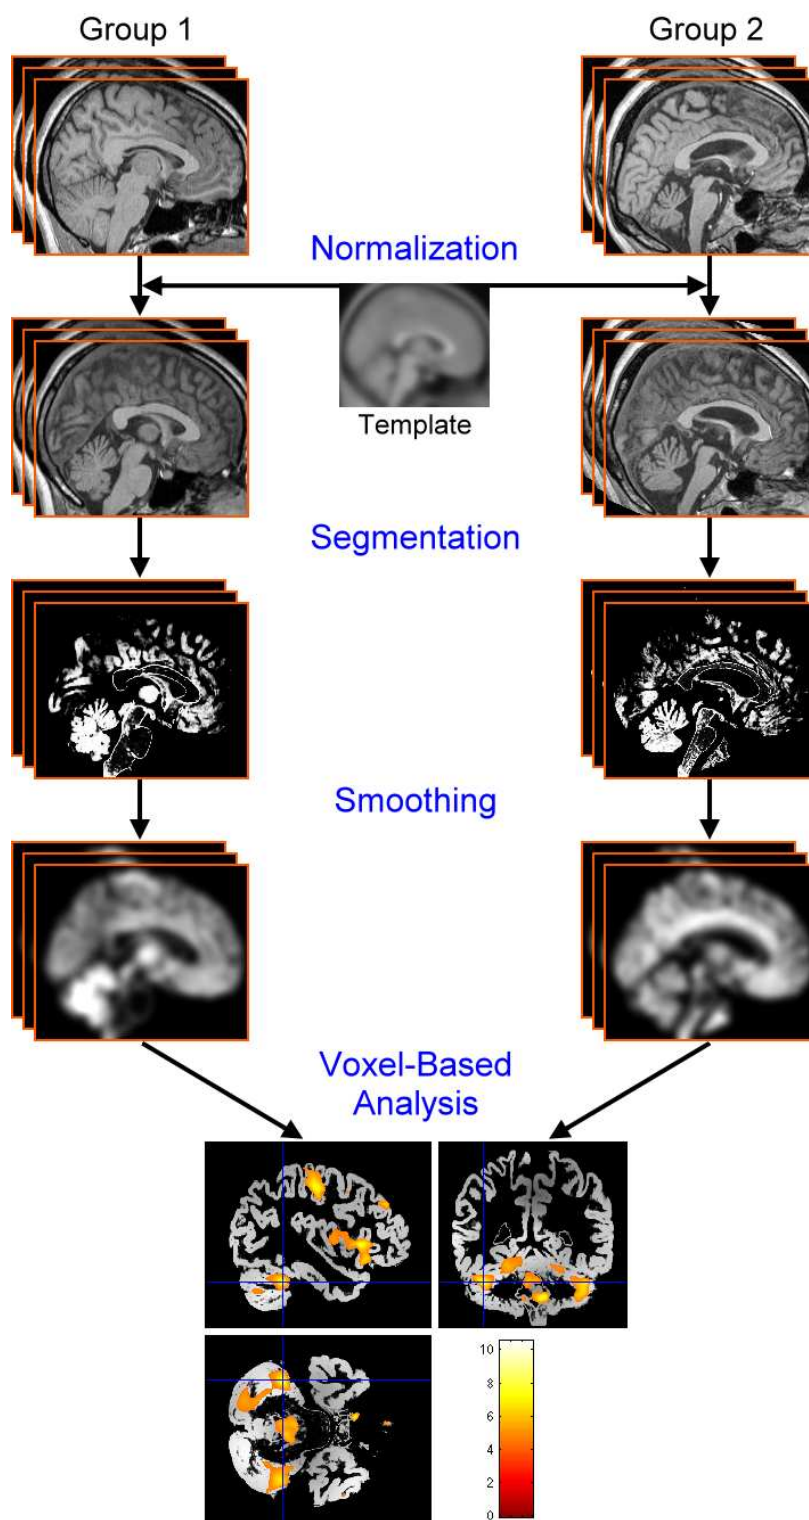 Group 1
Group 2
Normalization
Template
Segmentation
Smoothing
Voxel-Based
Analysis
10
8
6
4
2
0